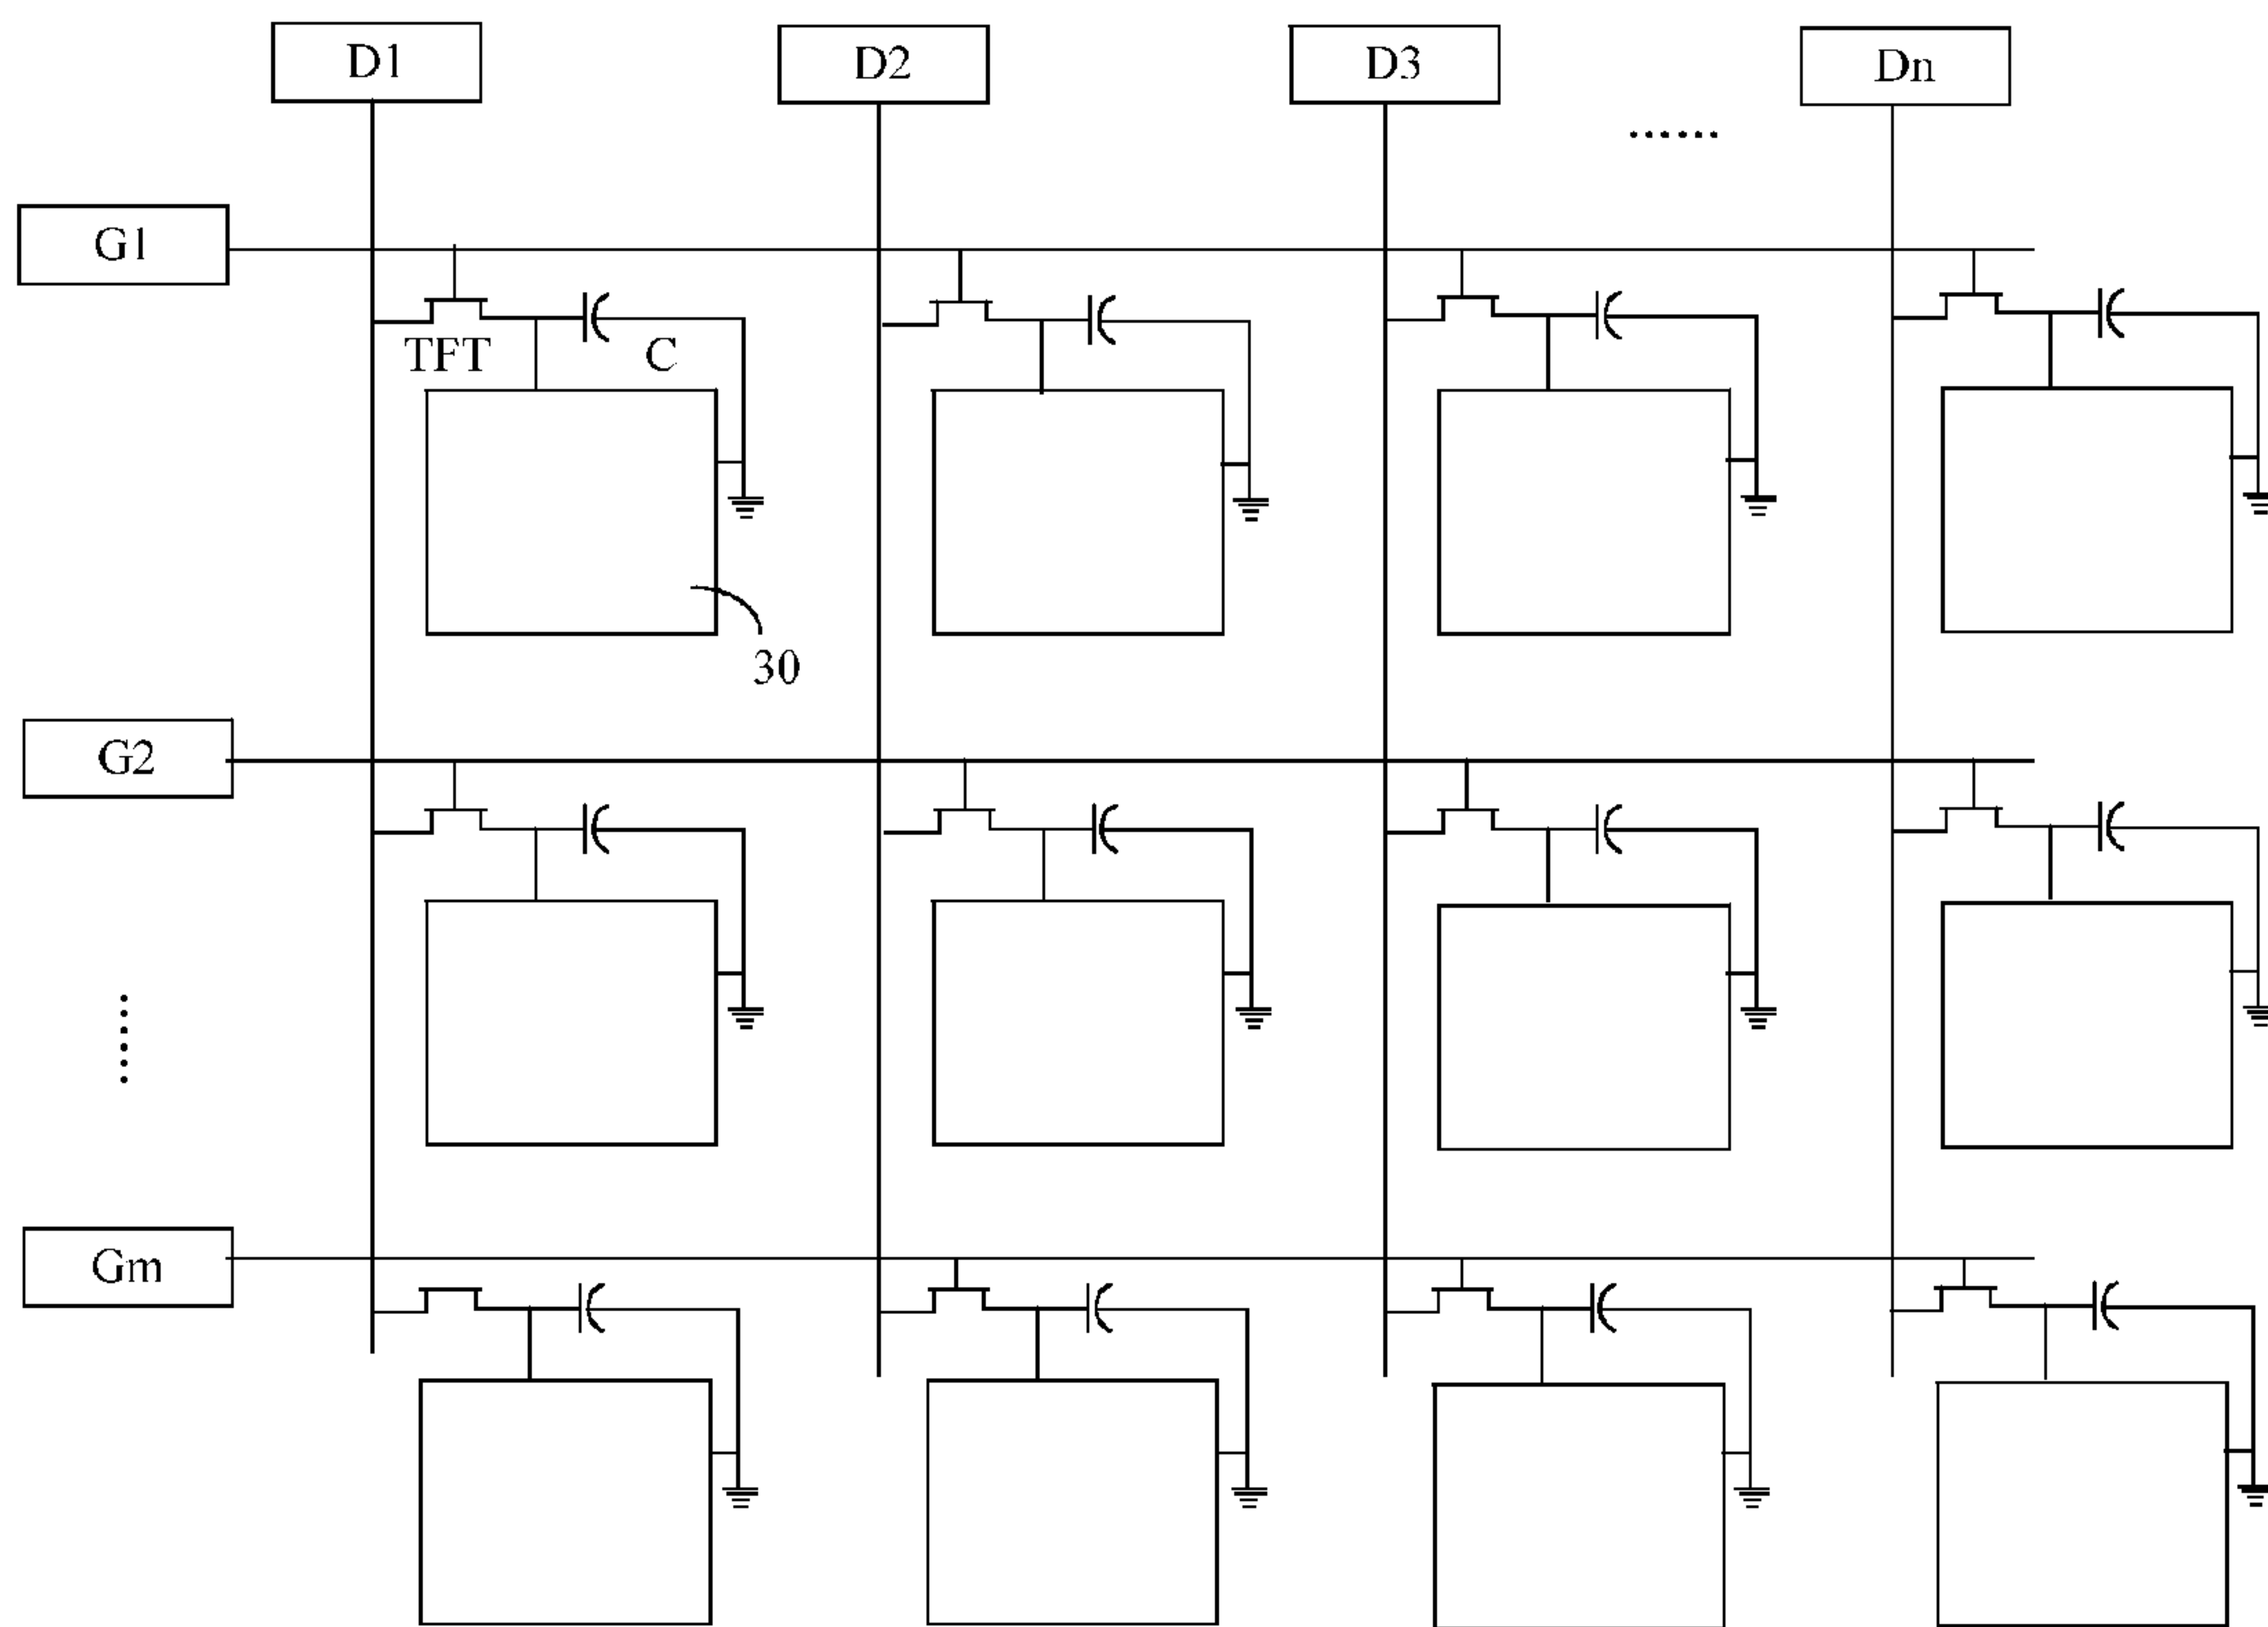 D1
D2
D3
Dn
......
G1
TFT
C
30
G2
......
Gm